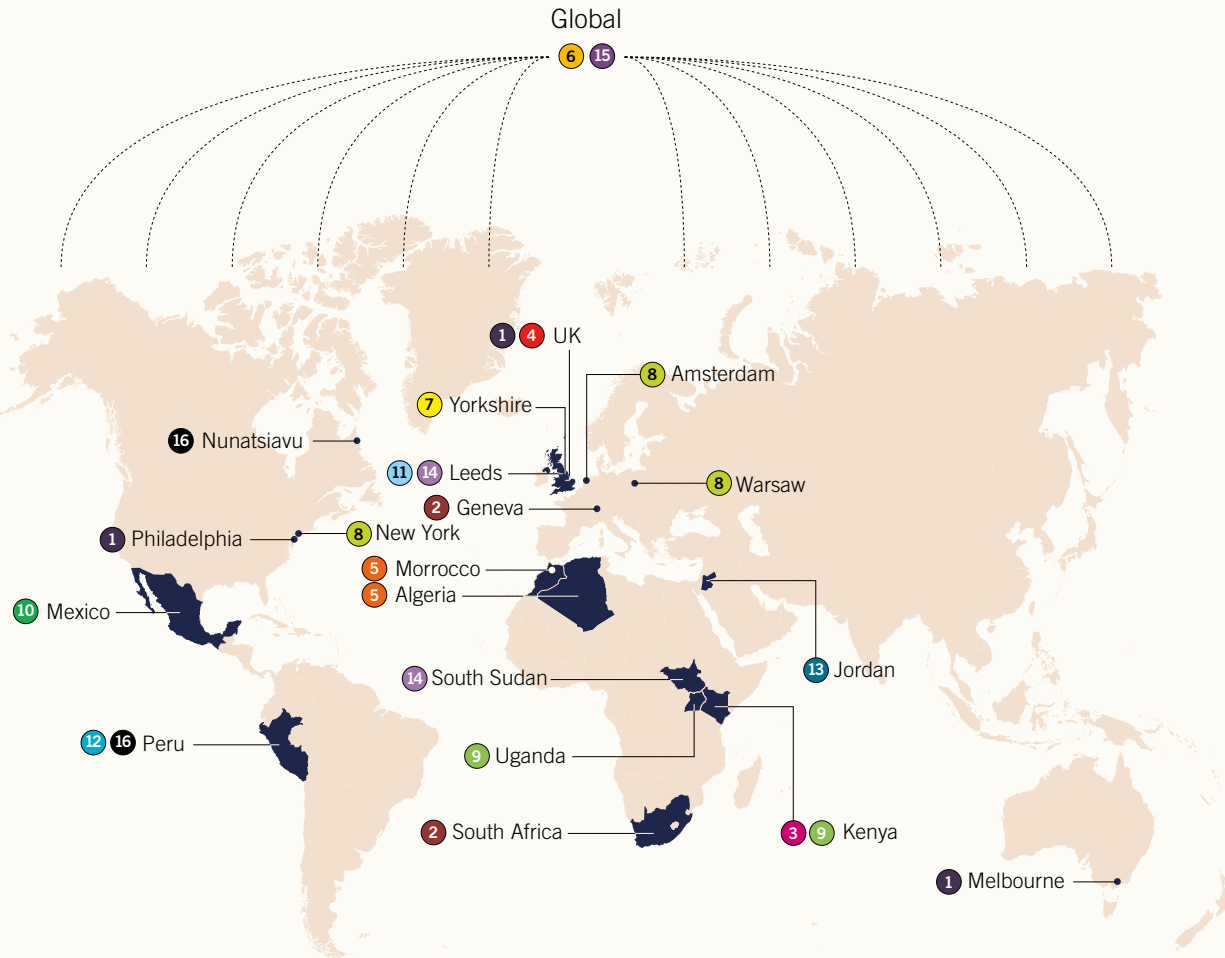 Global
6 15
1 4 UK
8 Amsterdam
7 Yorkshire
16 Nunatsiavu
11 14 Leeds
8 Warsaw
2 Geneva
1 Philadelphia
8 New York
5 Morrocco
5 Algeria
10 Mexico
13 Jordan
14 South Sudan
12 16 Peru
9 Uganda
2 South Africa
3 9 Kenya
1 Melbourne